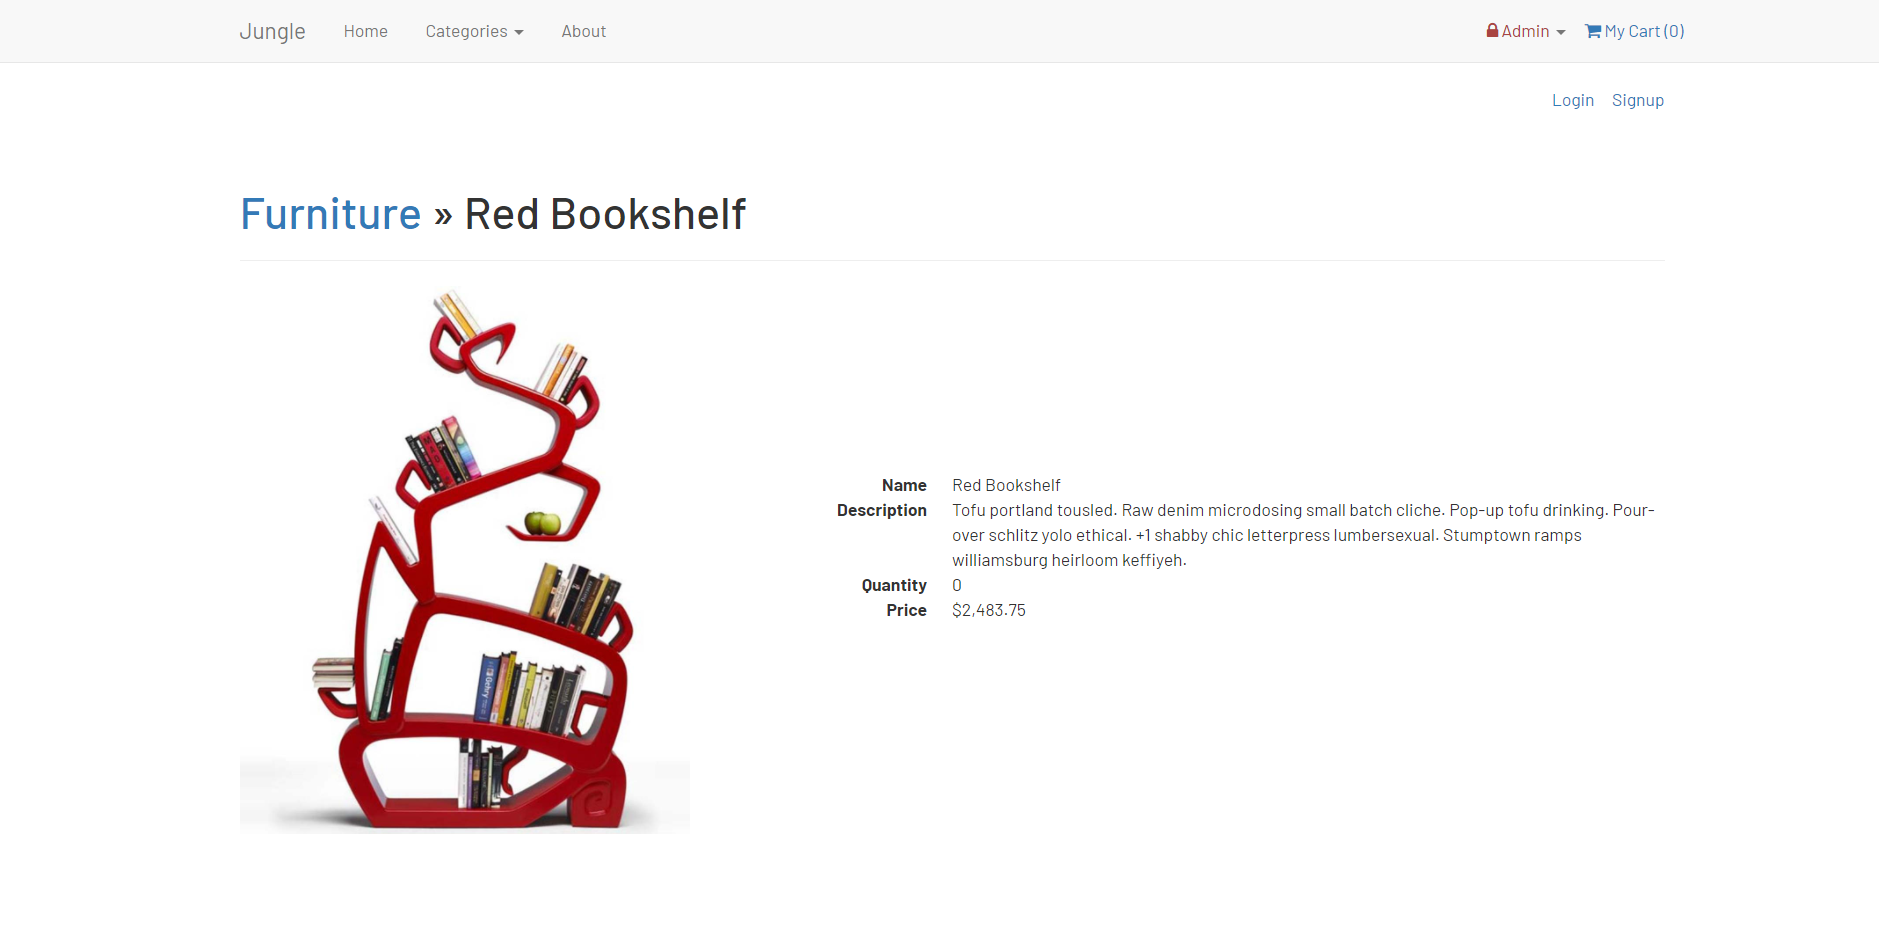 Jungle Home Categories About Admin My Cart (0)
Login Signup
Furniture » Red Bookshelf
Name Red Bookshelf
Description Tofu portland tousled. Raw denim microdosing small batch cliche. Pop-up tofu drinking. Pour-
over schlitz yolo ethical. +1 shabby chic letterpress lumbersexual. Stumptown ramps
williamsburg heirloom keffiyeh.
Quantity 0
Price $2,483.75
Gehry